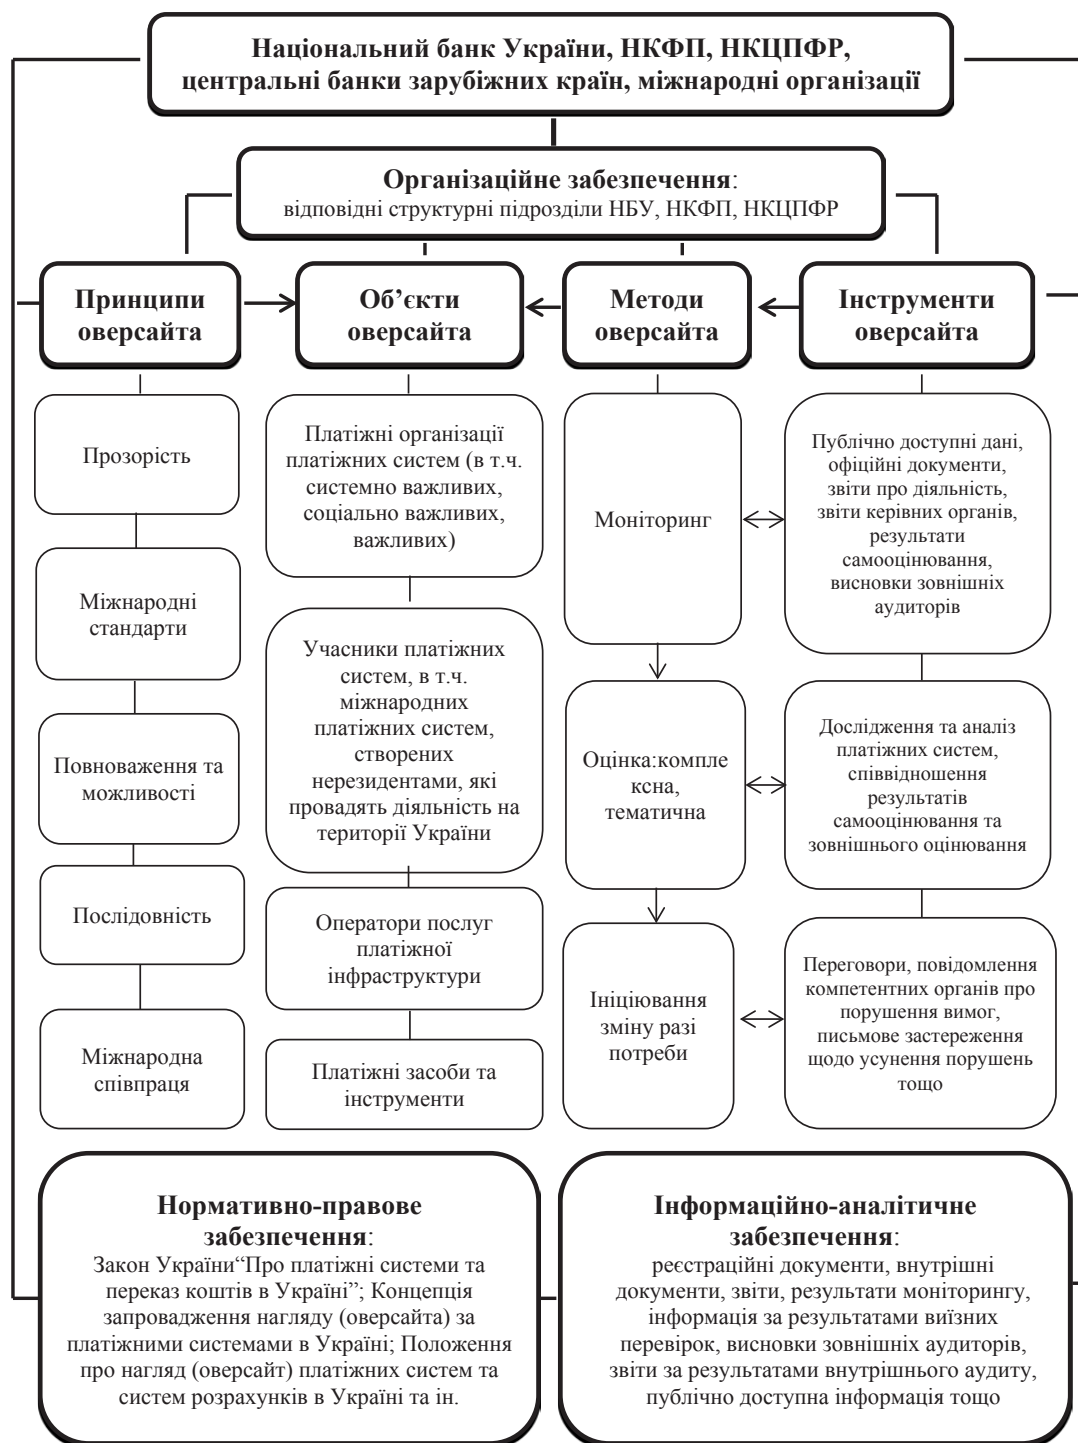 Національний банк України, НКФП, НКЦПФР,
центральні банки зарубіжних країн, міжнародні організації
Організаційне забезпечення:
відповідні структурні підрозділи НБУ, НКФП, НКЦПФР
Принципи
оверсайта
Об’єкти
оверсайта
Методи
оверсайта
Інструменти
оверсайта
Прозорість
Міжнародні
стандарти
Повноваження та
можливості
Послідовність
Міжнародна
співпраця
Платіжні організації
платіжних систем (в т.ч.
системно важливих,
соціально важливих,
важливих)
Учасники платіжних
систем, в т.ч.
міжнародних
платіжних систем,
створених
нерезидентами, які
провадять діяльність на
території України
Оператори послуг
платіжної
інфраструктури
Платіжні засоби та
інструменти
Моніторинг
Оцінка:компле
ксна,
тематична
Ініціювання
зміну разі
потреби
Публічно доступні дані,
офіційні документи,
звіти про діяльність,
звіти керівних органів,
результати
самооцінювання,
висновки зовнішніх
аудиторів
Дослідження та аналіз
платіжних систем,
співвідношення
результатів
самооцінювання та
зовнішнього оцінювання
Переговори, повідомлення
компетентних органів про
порушення вимог,
письмове застереження
щодо усунення порушень
тощо
Нормативно-правове
забезпечення:
Закон України“Про платіжні системи та
переказ коштів в Україні”; Концепція
запровадження нагляду (оверсайта) за
платіжними системами в Україні; Положення
про нагляд (оверсайт) платіжних систем та
систем розрахунків в Україні та ін.
Інформаційно-аналітичне
забезпечення:
реєстраційні документи, внутрішні
документи, звіти, результати моніторингу,
інформація за результатами виїзних
перевірок, висновки зовнішніх аудиторів,
звіти за результатами внутрішнього аудиту,
публічно доступна інформація тощо